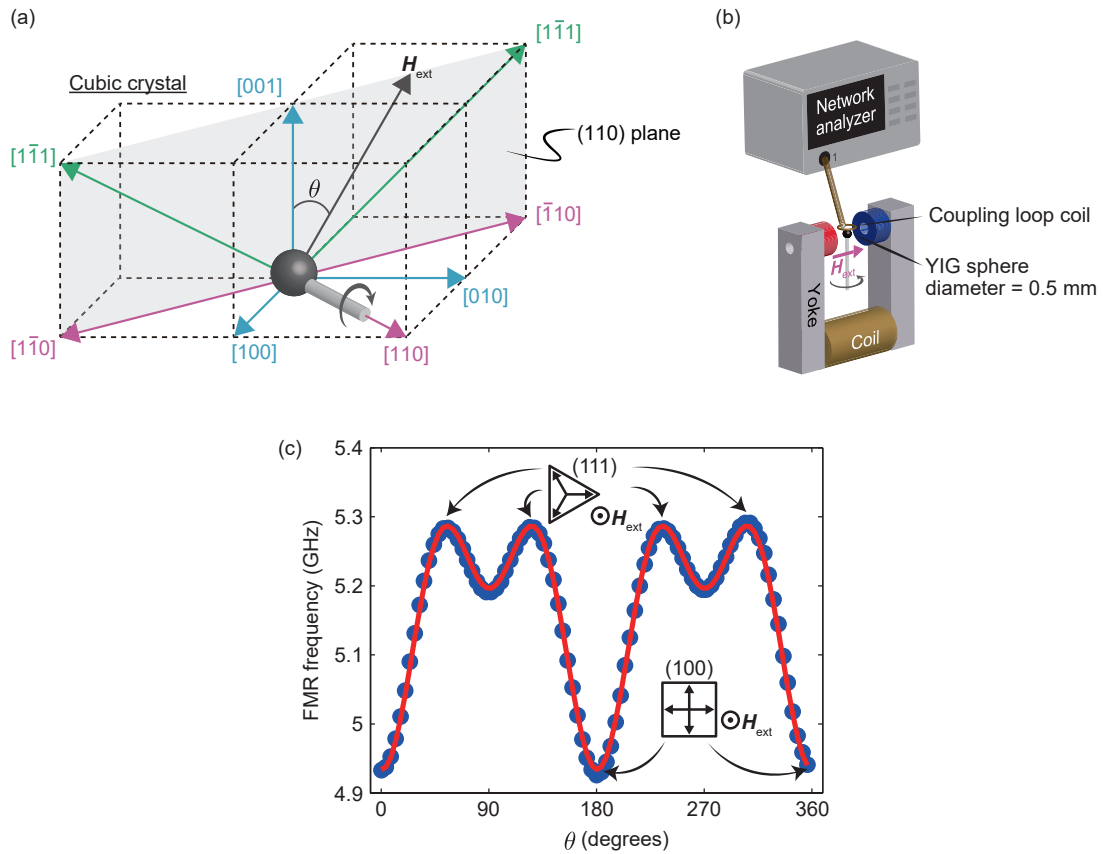 (a)
Cubic crystal
[001]
H_ext
[11̄1]
(110) plane
[11̄1]
θ
[1̄10]
[010]
[11̄0]
[100]
[110]
(b)
Network
analyzer
1
Coupling loop coil
H_ext
YIG sphere
diameter = 0.5 mm
Yoke
Coil
(c)
FMR frequency (GHz)
5.4
5.3
5.2
5.1
5
4.9
(111)
H_ext
(100)
H_ext
0
90
180
270
360
θ (degrees)